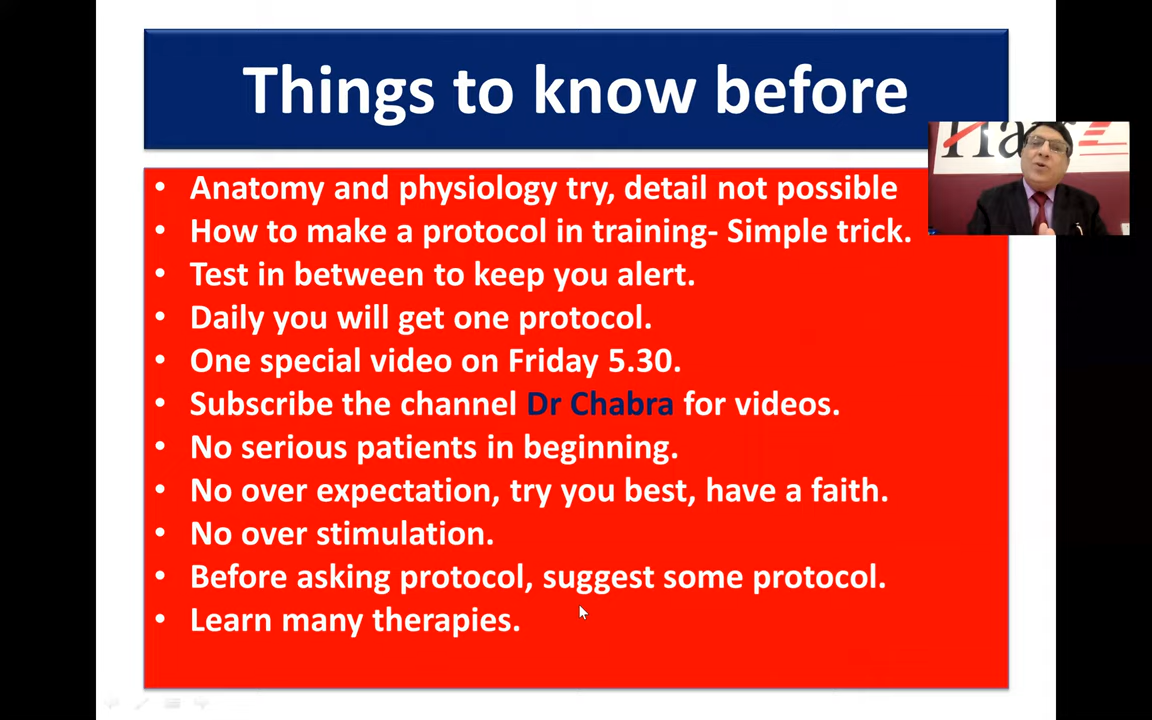 Things to know before
• Anatomy and physiology try, detail not possible
• How to make a protocol in training- Simple trick.
• Test in between to keep you alert.
• Daily you will get one protocol.
• One special video on Friday 5.30.
• Subscribe the channel Dr Chabra for videos.
• No serious patients in beginning.
• No over expectation, try you best, have a faith.
• No over stimulation.
• Before asking protocol, suggest some protocol.
• Learn many therapies.